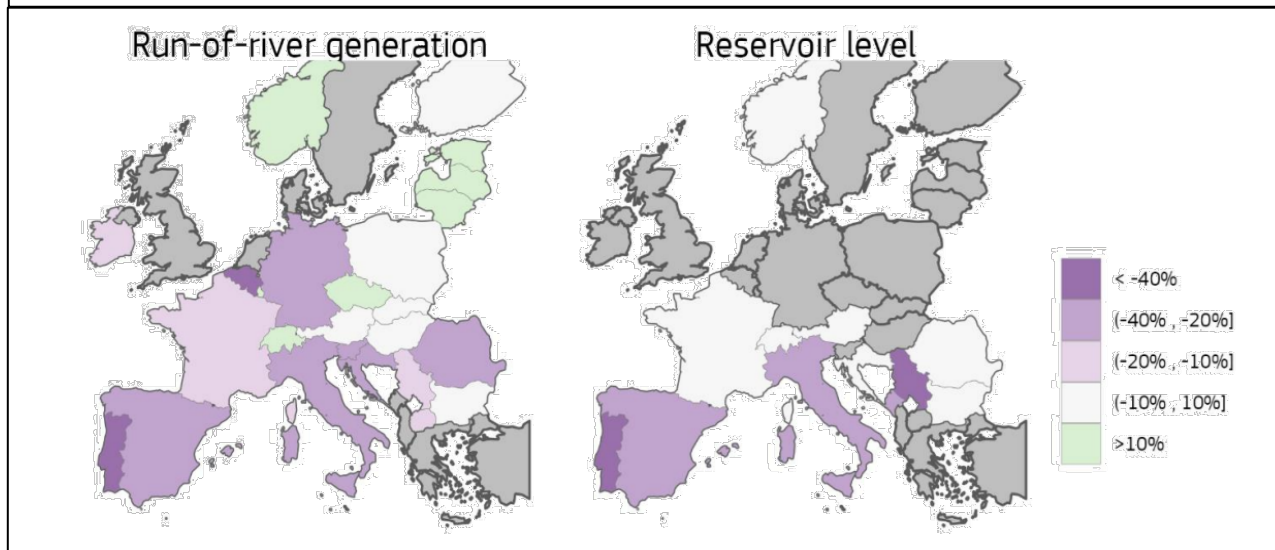 Run-of-river generation
Reservoir level
< -40%
(-40% , -20%]
(-20% , -10%]
(-10% , 10%]
>10%